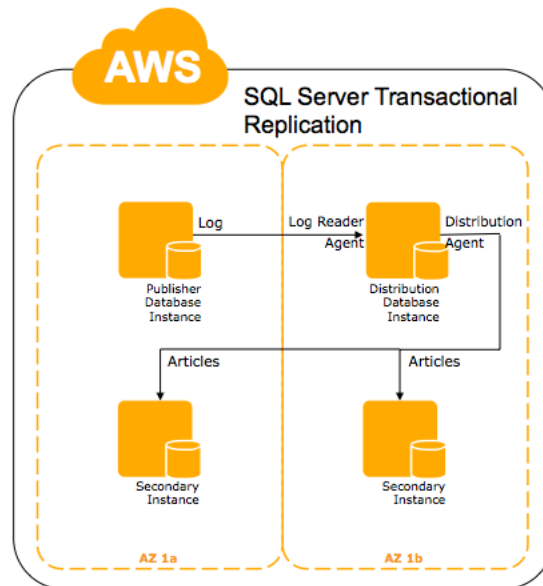 AWS
SQL Server Transactional
Replication
Log
Log Reader
Agent
Distribution
Agent
Publisher
Database
Instance
Distribution
Database
Instance
Articles
Articles
Secondary
Instance
Secondary
Instance
AZ 1a
AZ 1b